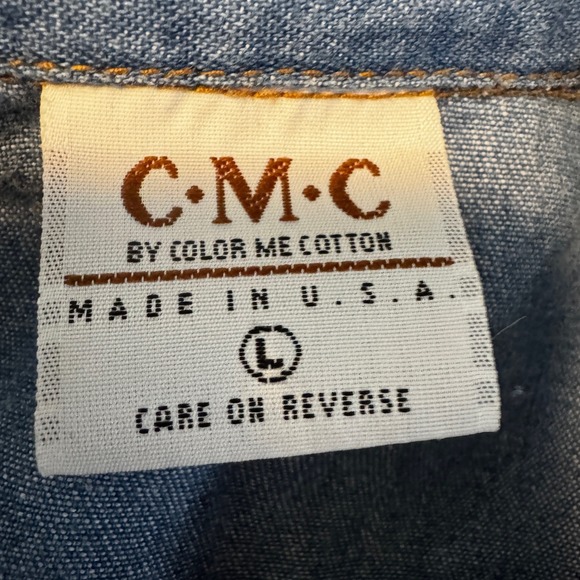 C·M·C
BY COLOR ME COTTON
MADE IN U.S.A.
L
CARE ON REVERSE